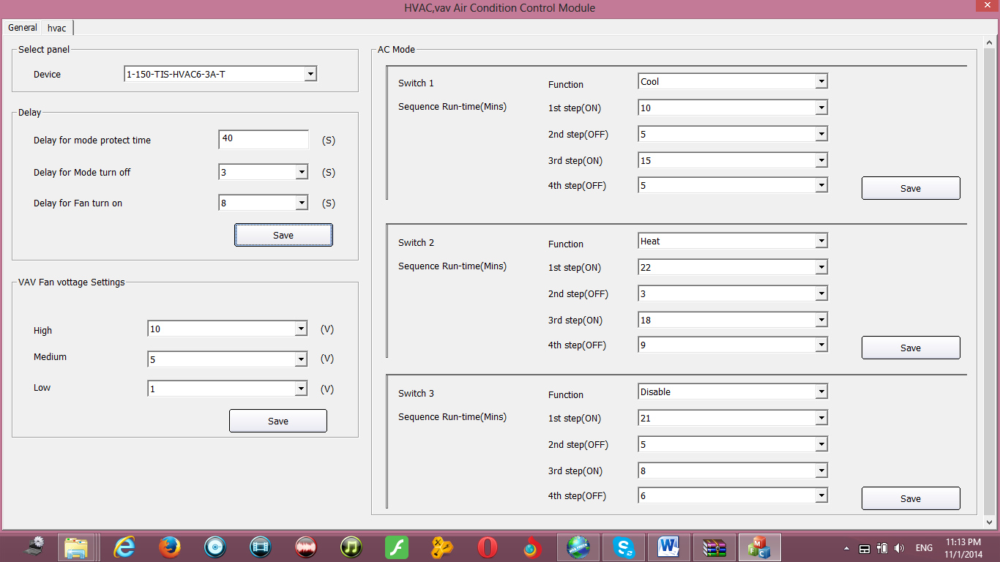 HVAC,vav Air Condition Control Module
General hvac
Select panel
Device 1-150-TIS-HVAC6-3A-T
Delay
Delay for mode protect time 40 (S)
Delay for Mode turn off 3 (S)
Delay for Fan turn on 8 (S)
Save
VAV Fan vottage Settings
High 10 (V)
Medium 5 (V)
Low 1 (V)
Save
AC Mode
Switch 1 Function Cool
Sequence Run-time(Mins) 1st step(ON) 10
2nd step(OFF) 5
3rd step(ON) 15
4th step(OFF) 5
Save
Switch 2 Function Heat
Sequence Run-time(Mins) 1st step(ON) 22
2nd step(OFF) 3
3rd step(ON) 18
4th step(OFF) 9
Save
Switch 3 Function Disable
Sequence Run-time(Mins) 1st step(ON) 21
2nd step(OFF) 5
3rd step(ON) 8
4th step(OFF) 6
Save
ENG 11:13 PM
11/1/2014